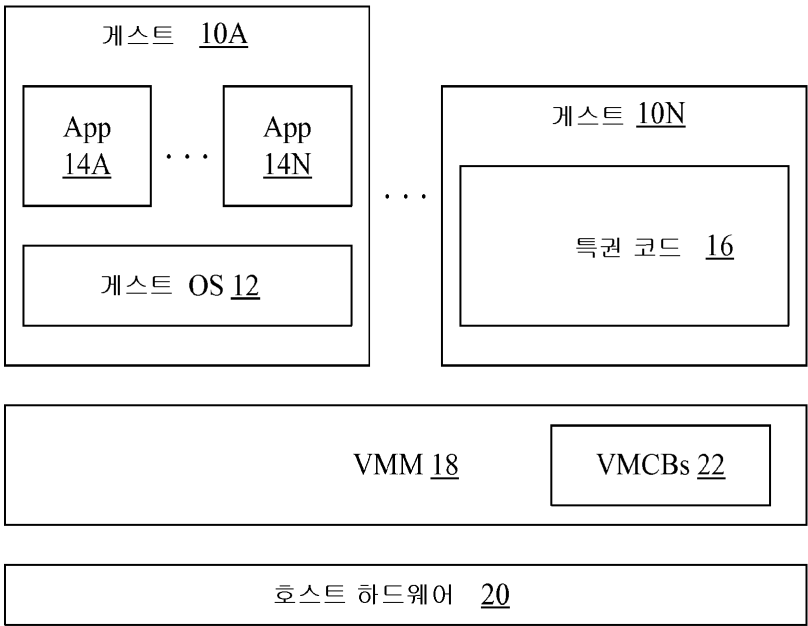 게스트 10A
App
14A
. . .
App
14N
게스트 OS 12
. . .
게스트 10N
특권 코드 16
VMM 18
VMCBs 22
호스트 하드웨어 20